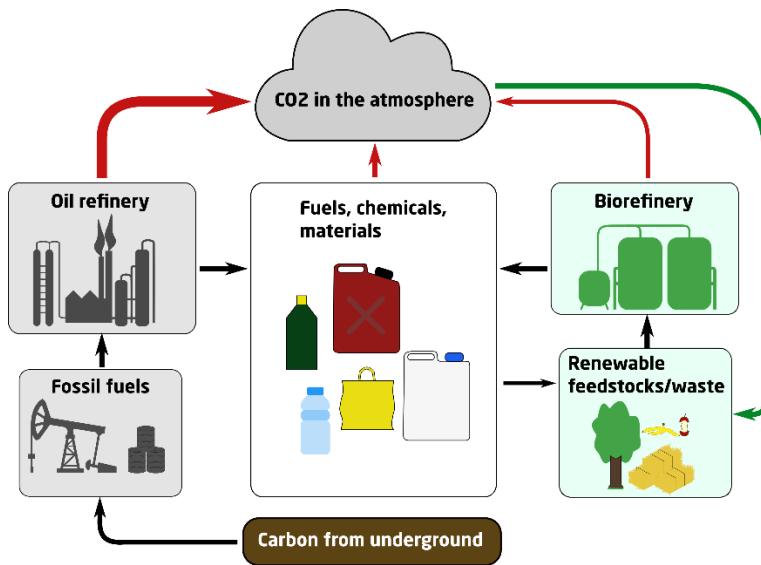 CO2 in the atmosphere
Oil refinery
Fuels, chemicals,
materials
Biorefinery
Fossil fuels
Renewable
feedstocks/waste
Carbon from underground